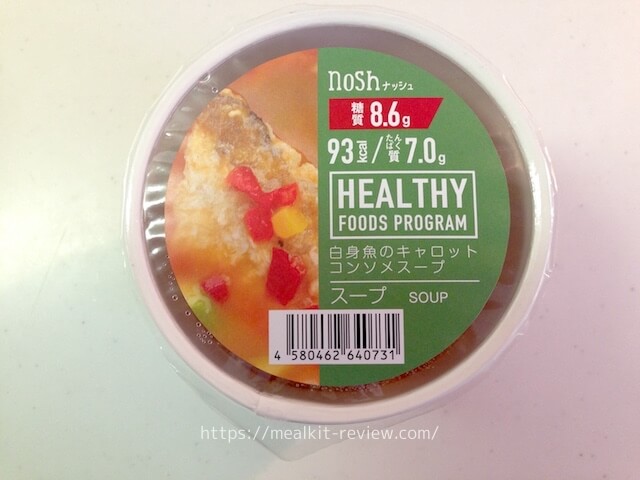 nosh ナッシュ
糖質 8.6g
93kcal/たんぱく質 7.0g
HEALTHY
FOODS PROGRAM
白身魚のキャロット
コンソメスープ
スープ SOUP
4 580462 640731
https://mealkit-review.com/